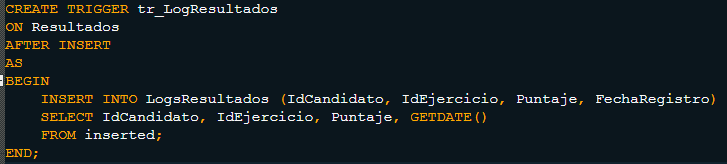 CREATE TRIGGER tr_LogResultados
ON Resultados
AFTER INSERT
AS
BEGIN
    INSERT INTO LogsResultados (IdCandidato, IdEjercicio, Puntaje, FechaRegistro)
    SELECT IdCandidato, IdEjercicio, Puntaje, GETDATE()
    FROM inserted;
END;